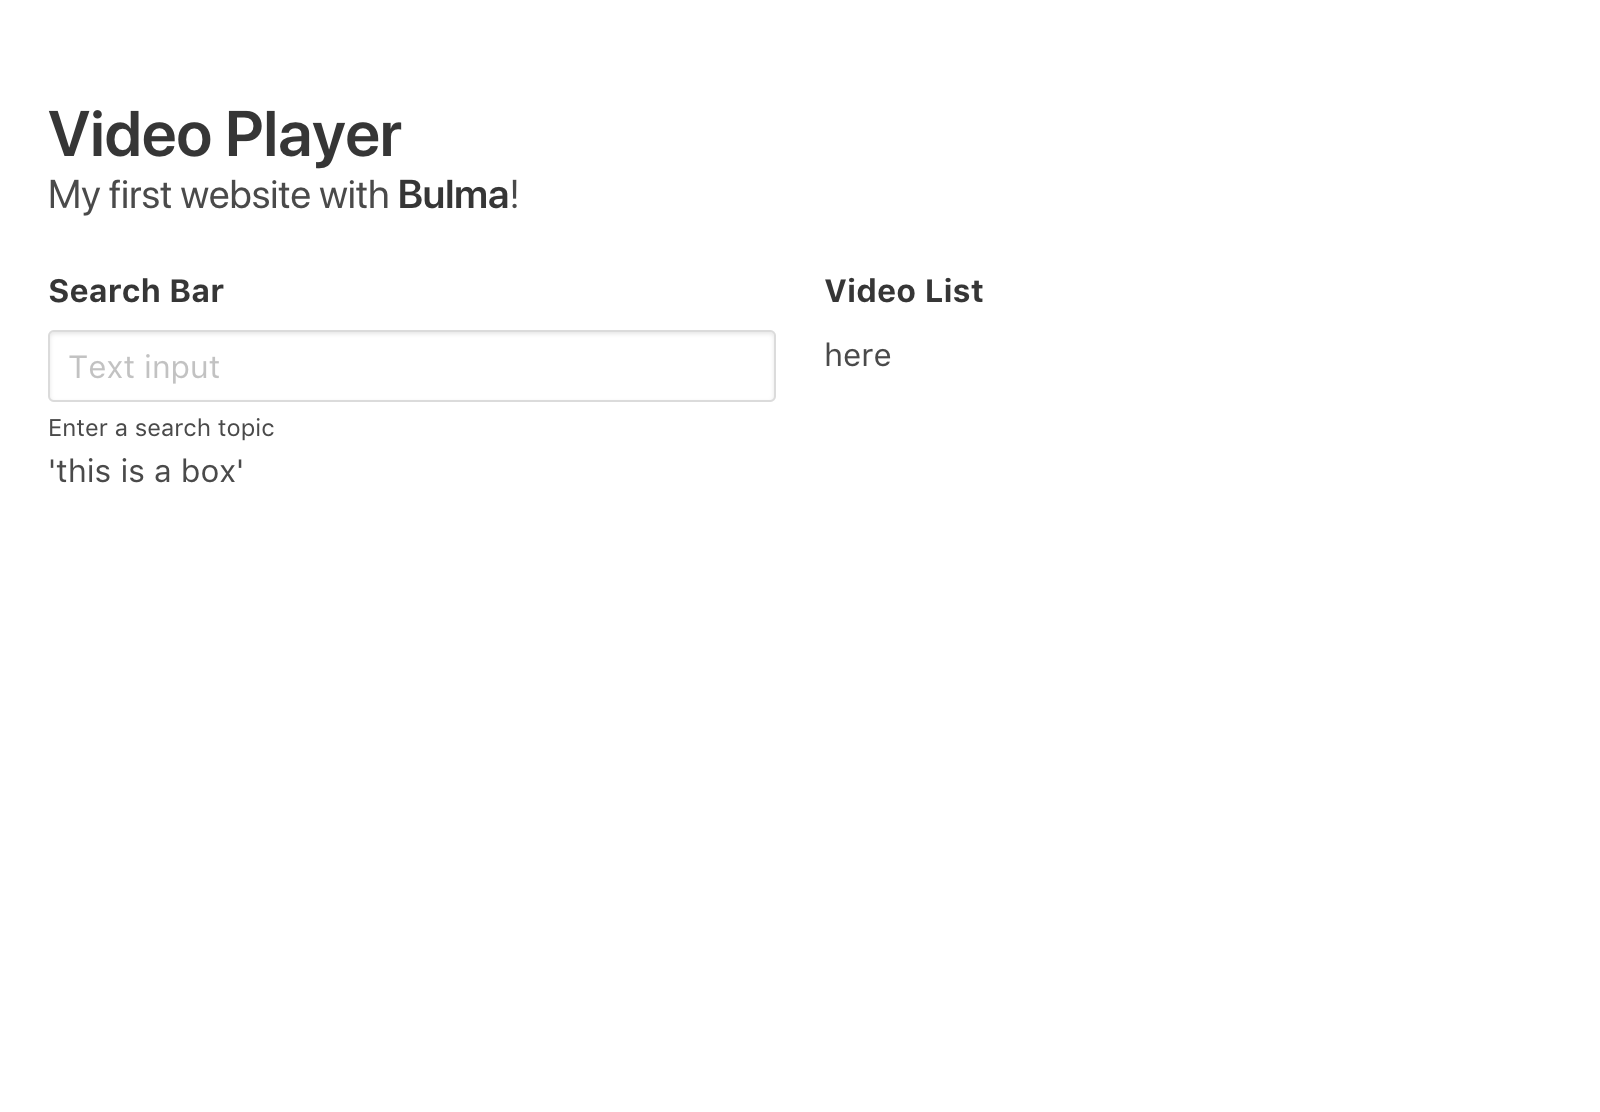 Video Player
My first website with Bulma!
Search Bar
Text input
Enter a search topic
'this is a box'
Video List
here